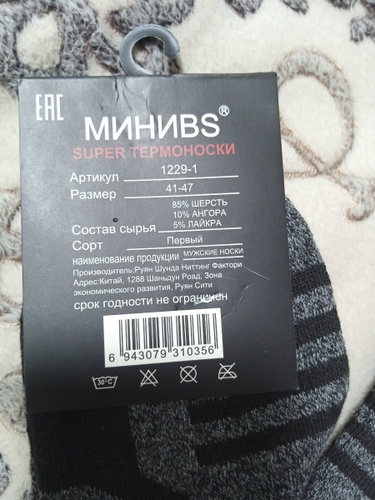 EAC
МИНИBS®
SUPER ТЕРМОНОСКИ
Артикул 1229-1
Размер 41-47
85% ШЕРСТЬ
10% АНГОРА
Состав сырья 5% ЛАЙКРА
Сорт Первый
наименование продукции МУЖСКИЕ НОСКИ
Производитель:Руян Шунда Ниттинг Фактори
Адрес:Китай, 1288 Шаньдун Роад, Зона
экономического развития, Руян Сити
срок годности не ограничен
6 943079 310356
30°C